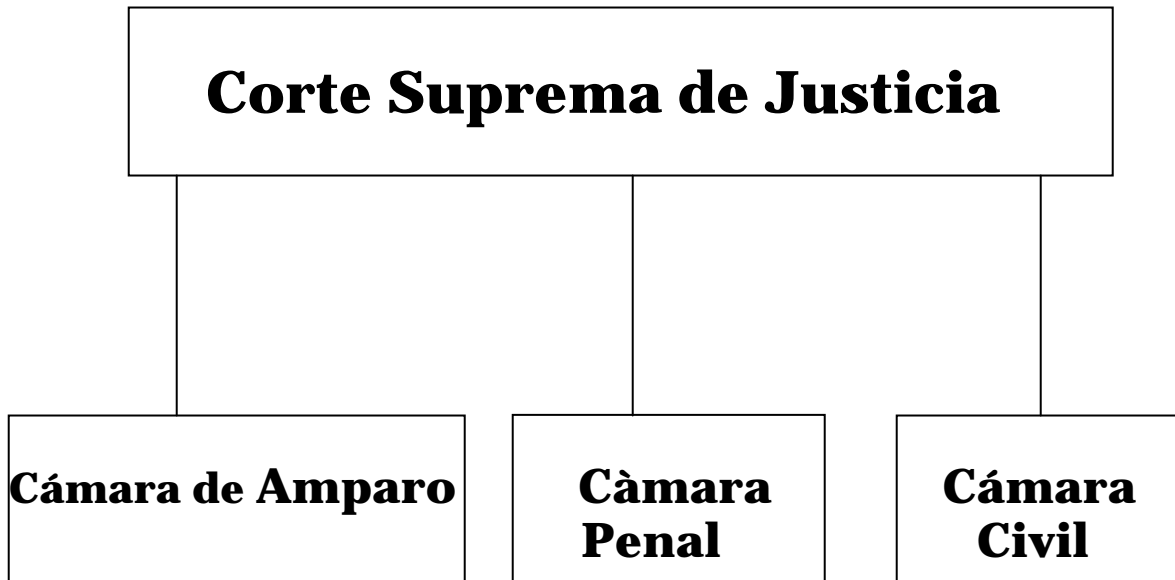 Corte Suprema de Justicia
Cámara de Amparo
Càmara
Penal
Cámara
Civil